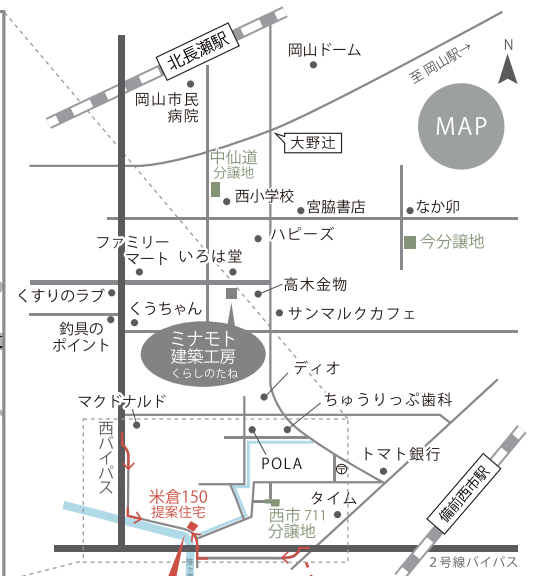 北長瀬駅
岡山ドーム
至 岡山駅→
N
岡山市民
病院
MAP
大野辻
中仙道
分譲地
西小学校
宮脇書店
なか卯
ハピーズ
今分譲地
ファミリー
マート
いろは堂
くすりのラブ
高木金物
くうちゃん
サンマルクカフェ
釣具の
ポイント
ミナモト
建築工房
くらしのたね
ディオ
マクドナルド
ちゅうりっぷ歯科
西バイパス
POLA
トマト銀行
〒
備前西市駅
米倉150
提案住宅
タイム
西市 711
分譲地
2号線バイパス